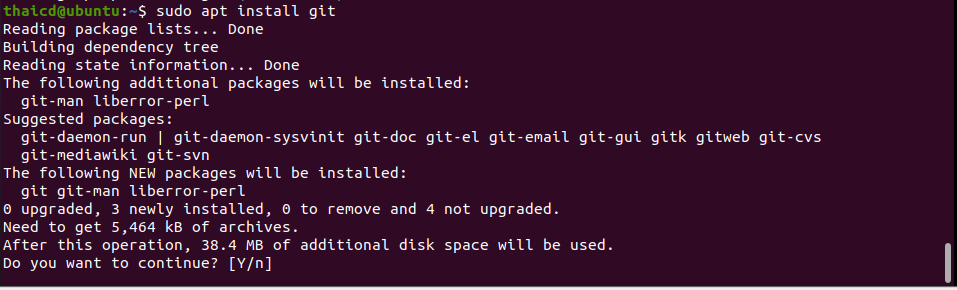 thaicd@ubuntu:~$ sudo apt install git
Reading package lists... Done
Building dependency tree
Reading state information... Done
The following additional packages will be installed:
  git-man liberror-perl
Suggested packages:
  git-daemon-run | git-daemon-sysvinit git-doc git-el git-email git-gui gitk gitweb git-cvs
  git-mediawiki git-svn
The following NEW packages will be installed:
  git git-man liberror-perl
0 upgraded, 3 newly installed, 0 to remove and 4 not upgraded.
Need to get 5,464 kB of archives.
After this operation, 38.4 MB of additional disk space will be used.
Do you want to continue? [Y/n]